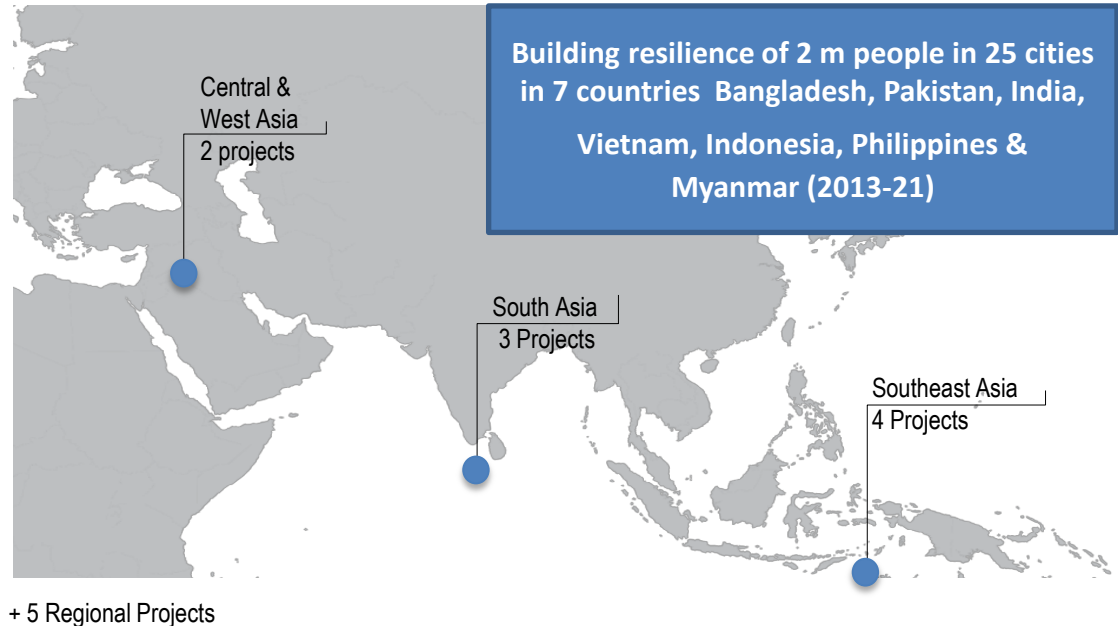 Building resilience of 2 m people in 25 cities
in 7 countries Bangladesh, Pakistan, India,
Vietnam, Indonesia, Philippines &
Myanmar (2013-21)
Central &
West Asia
2 projects
South Asia
3 Projects
Southeast Asia
4 Projects
+ 5 Regional Projects